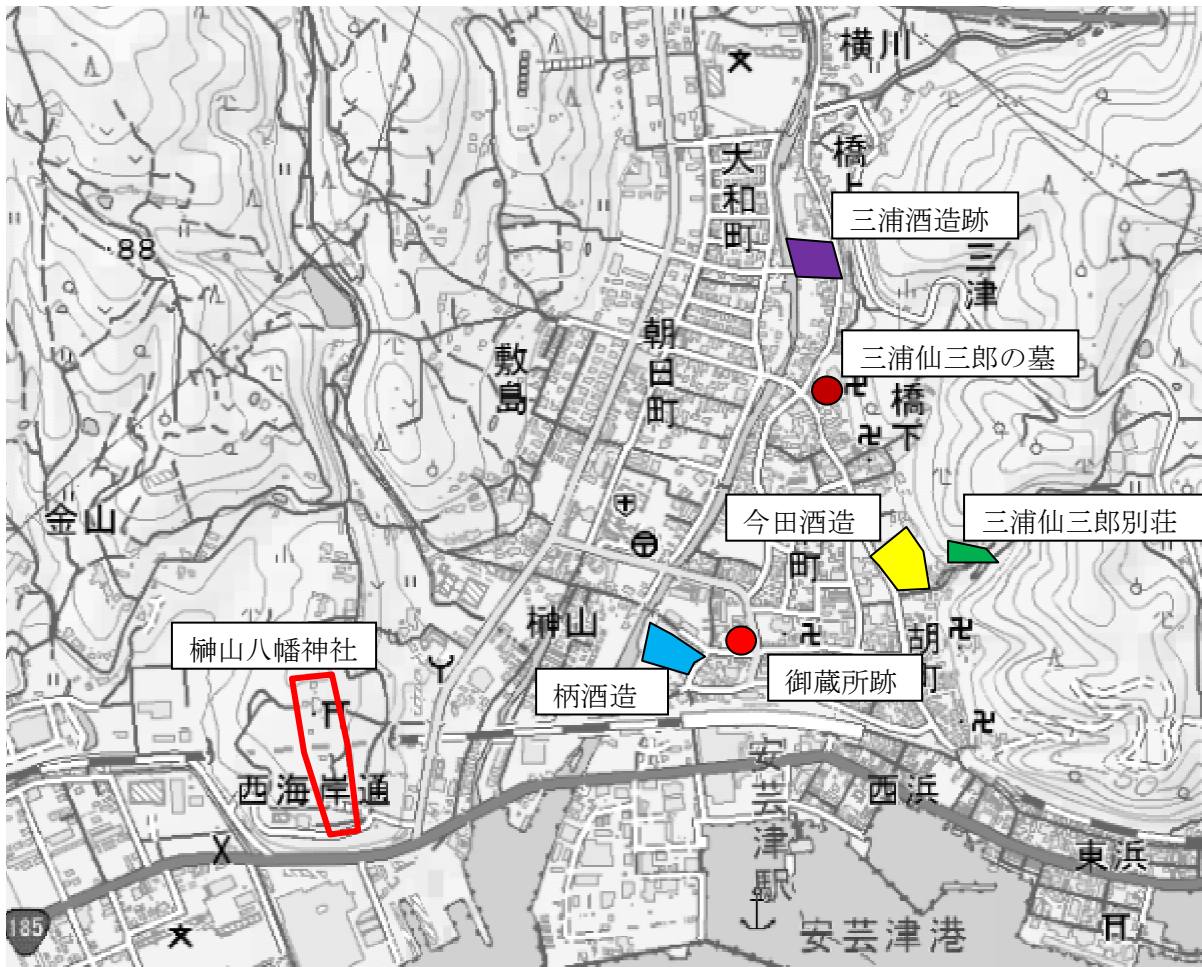 横川
大和町
橋上
三浦酒造跡
三津
88
朝日町
敷島
三浦仙三郎の墓
橋下
金山
今田酒造
三浦仙三郎別荘
町
榊山
胡町
榊山八幡神社
柄酒造
御蔵所跡
西海岸通
安芸津駅
西浜
東浜
185
安芸津港